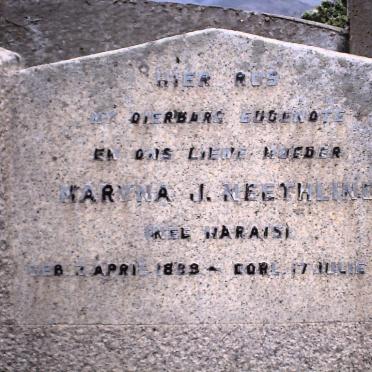 HIER RUS
MY DIERBARE EGGENOTE
EN ONS LIEWE MOEDER
MARYNA J. NEETHLING
NEE MARAIS
GEB. 2 APRIL 1899 - OORL. 17 JULIE